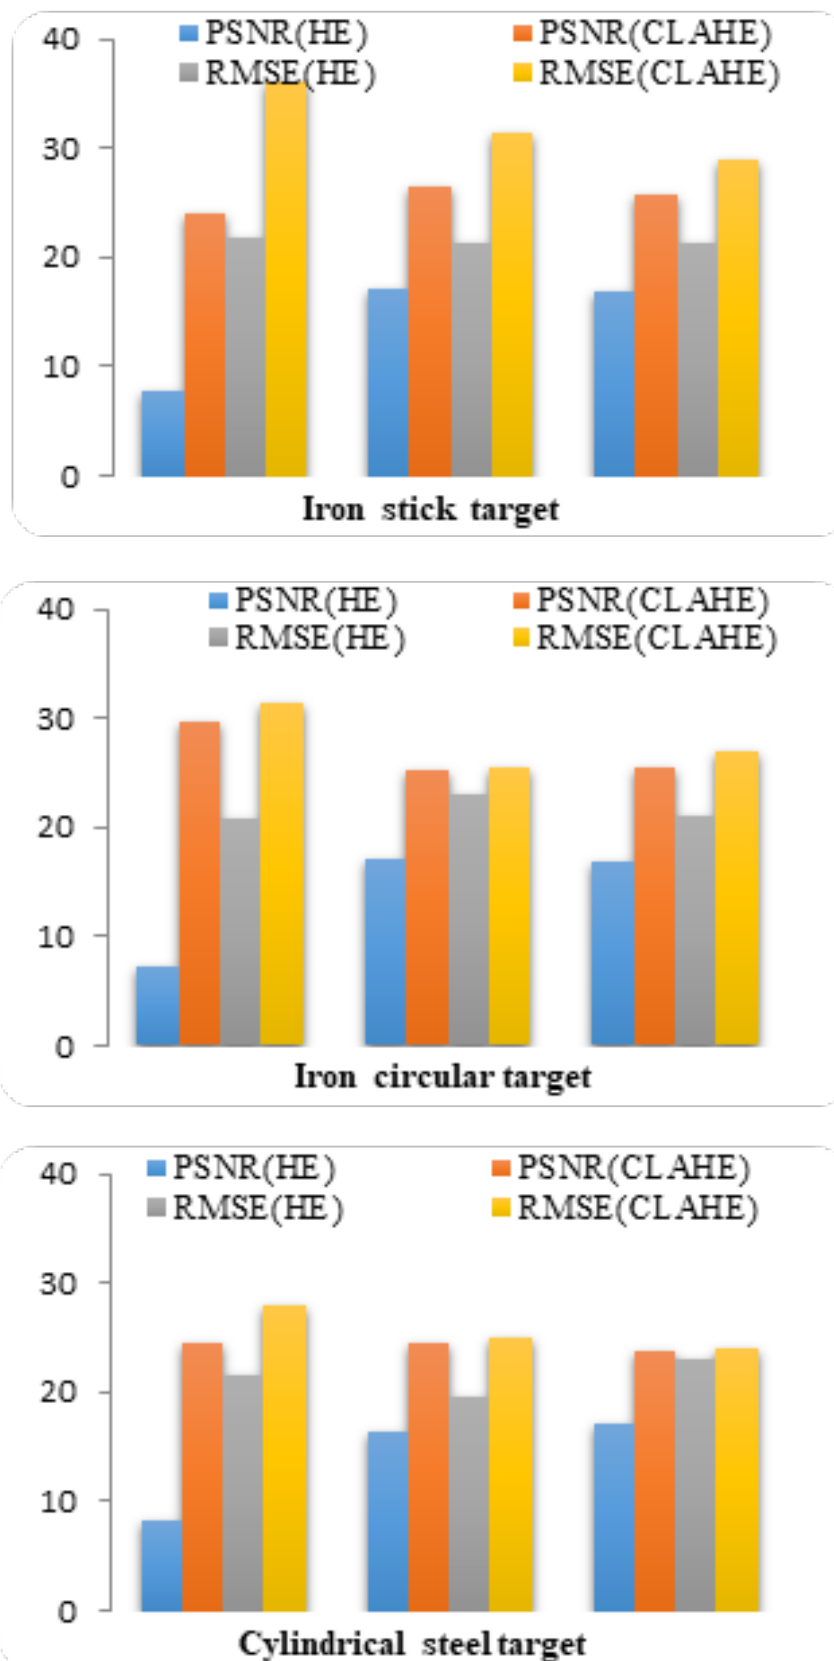 40
PSNR(HE) PSNR(CLAHE)
RMSE(HE) RMSE(CLAHE)
30
20
10
0
Iron stick target
40
PSNR(HE) PSNR(CLAHE)
RMSE(HE) RMSE(CLAHE)
30
20
10
0
Iron circular target
40
PSNR(HE) PSNR(CLAHE)
RMSE(HE) RMSE(CLAHE)
30
20
10
0
Cylindrical steel target